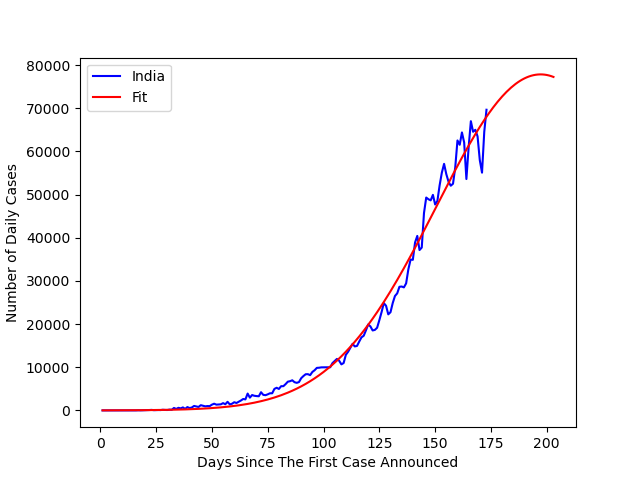 India
Fit
80000
70000
60000
50000
40000
30000
20000
10000
0
Number of Daily Cases
0 25 50 75 100 125 150 175 200
Days Since The First Case Announced